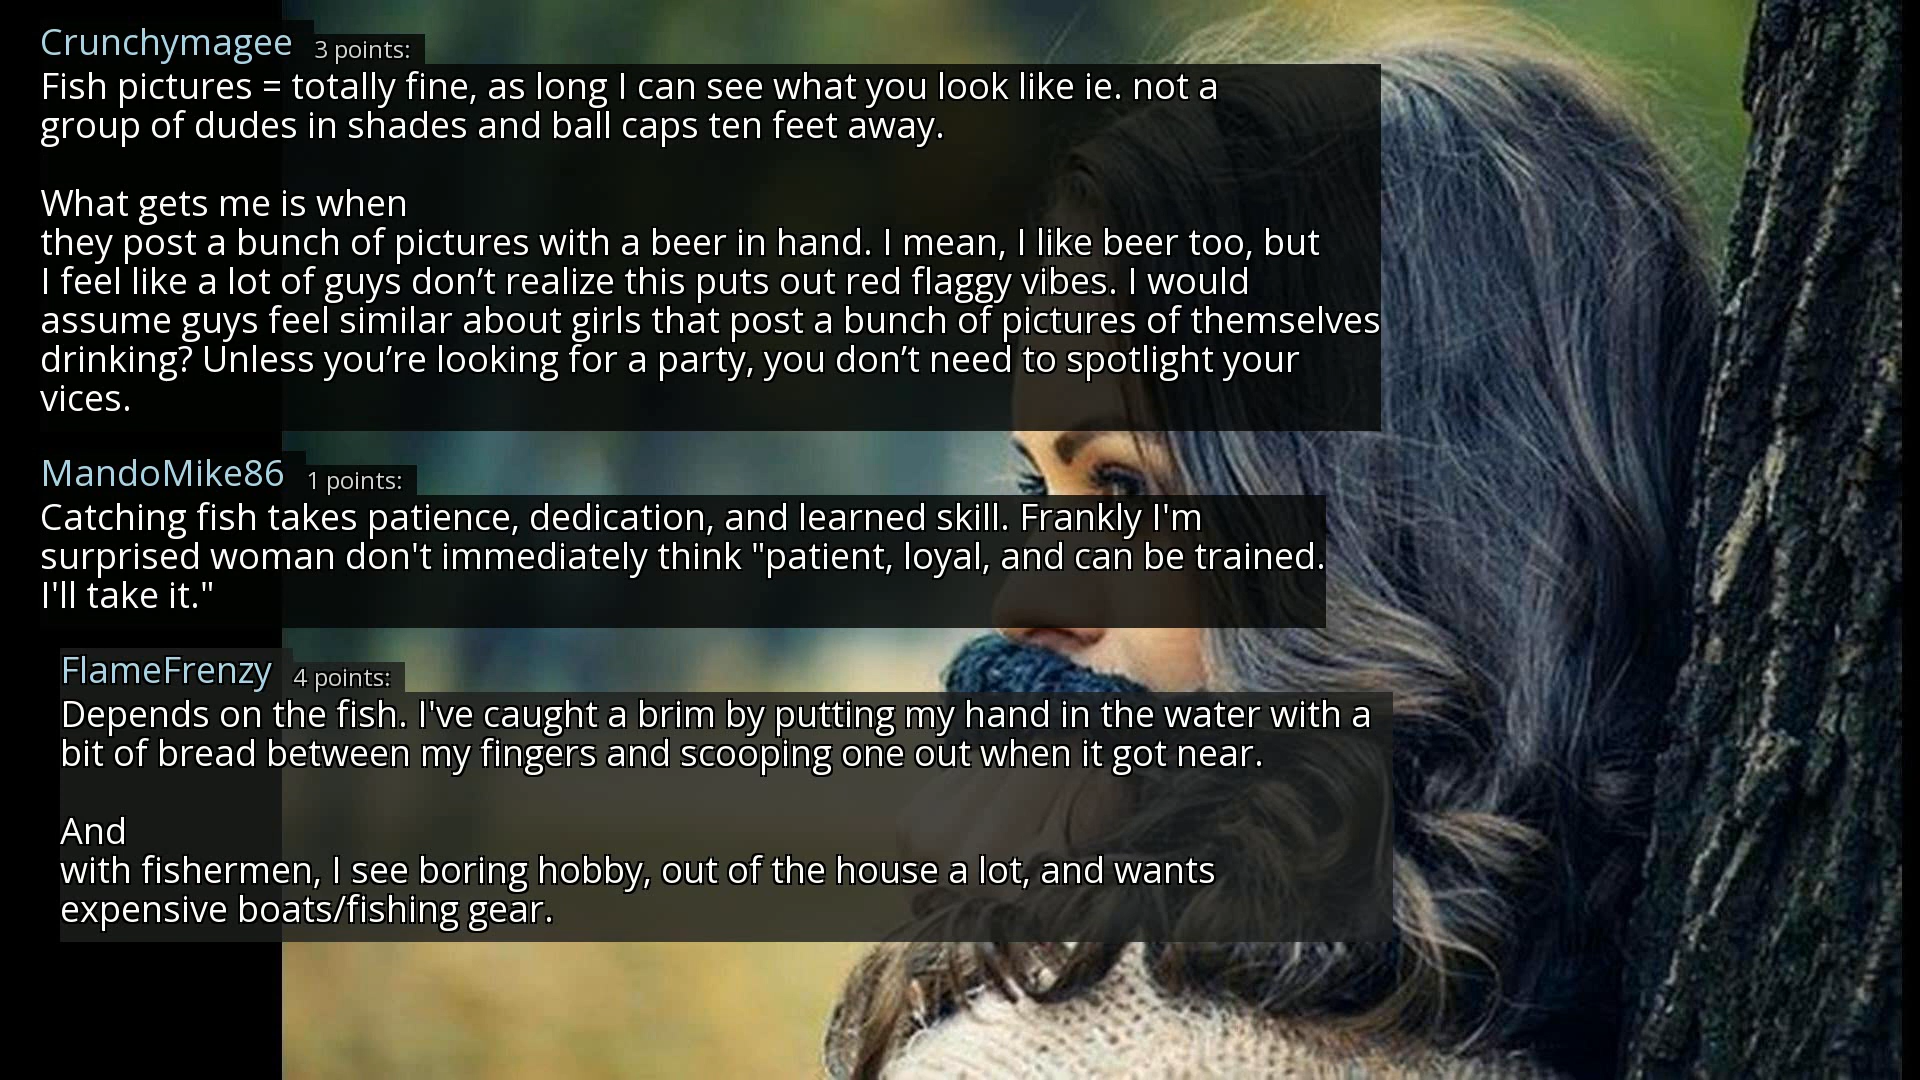 Crunchymagee 3 points:
Fish pictures = totally fine, as long I can see what you look like ie. not a
group of dudes in shades and ball caps ten feet away.
What gets me is when
they post a bunch of pictures with a beer in hand. I mean, I like beer too, but
I feel like a lot of guys don’t realize this puts out red flaggy vibes. I would
assume guys feel similar about girls that post a bunch of pictures of themselves
drinking? Unless you’re looking for a party, you don’t need to spotlight your
vices.
MandoMike86 1 points:
Catching fish takes patience, dedication, and learned skill. Frankly I'm
surprised woman don't immediately think "patient, loyal, and can be trained.
I'll take it."
FlameFrenzy 4 points:
Depends on the fish. I've caught a brim by putting my hand in the water with a
bit of bread between my fingers and scooping one out when it got near.
And
with fishermen, I see boring hobby, out of the house a lot, and wants
expensive boats/fishing gear.